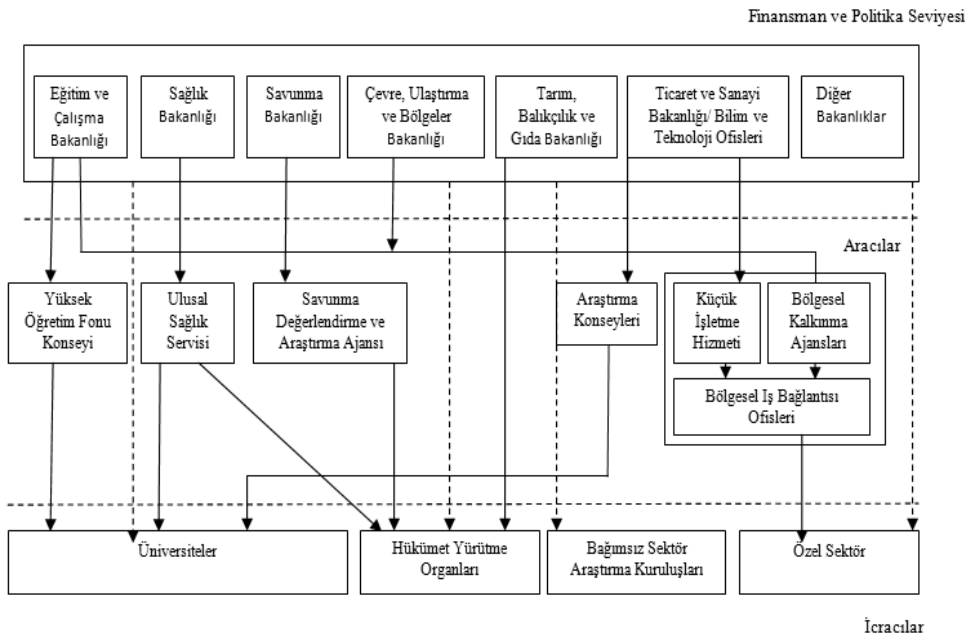 Finansman ve Politika Seviyesi
Eğitim ve
Çalışma
Bakanlığı
Sağlık
Bakanlığı
Savunma
Bakanlığı
Çevre, Ulaştırma
ve Bölgeler
Bakanlığı
Tarım,
Balıkçılık ve
Gıda Bakanlığı
Ticaret ve Sanayi
Bakanlığı/ Bilim ve
Teknoloji Ofisleri
Diğer
Bakanlıklar
Aracılar
Yüksek
Öğretim Fonu
Konseyi
Ulusal
Sağlık
Servisi
Savunma
Değerlendirme ve
Araştırma Ajansı
Araştırma
Konseyleri
Küçük
İşletme
Hizmeti
Bölgesel
Kalkınma
Ajansları
Bölgesel İş Bağlantısı
Ofisleri
Üniversiteler
Hükümet Yürütme
Organları
Bağımsız Sektör
Araştırma Kuruluşları
Özel Sektör
İcracılar